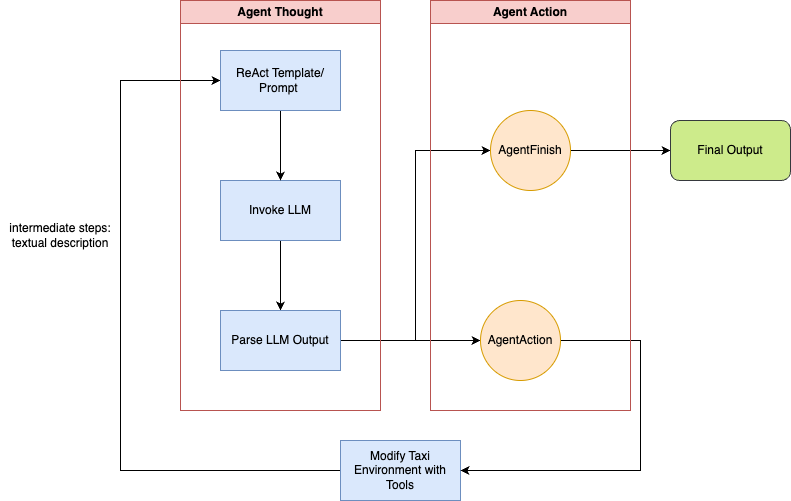 Agent Thought
Agent Action
ReAct Template/
Prompt
Invoke LLM
Parse LLM Output
AgentFinish
Final Output
AgentAction
intermediate steps:
textual description
Modify Taxi
Environment with
Tools